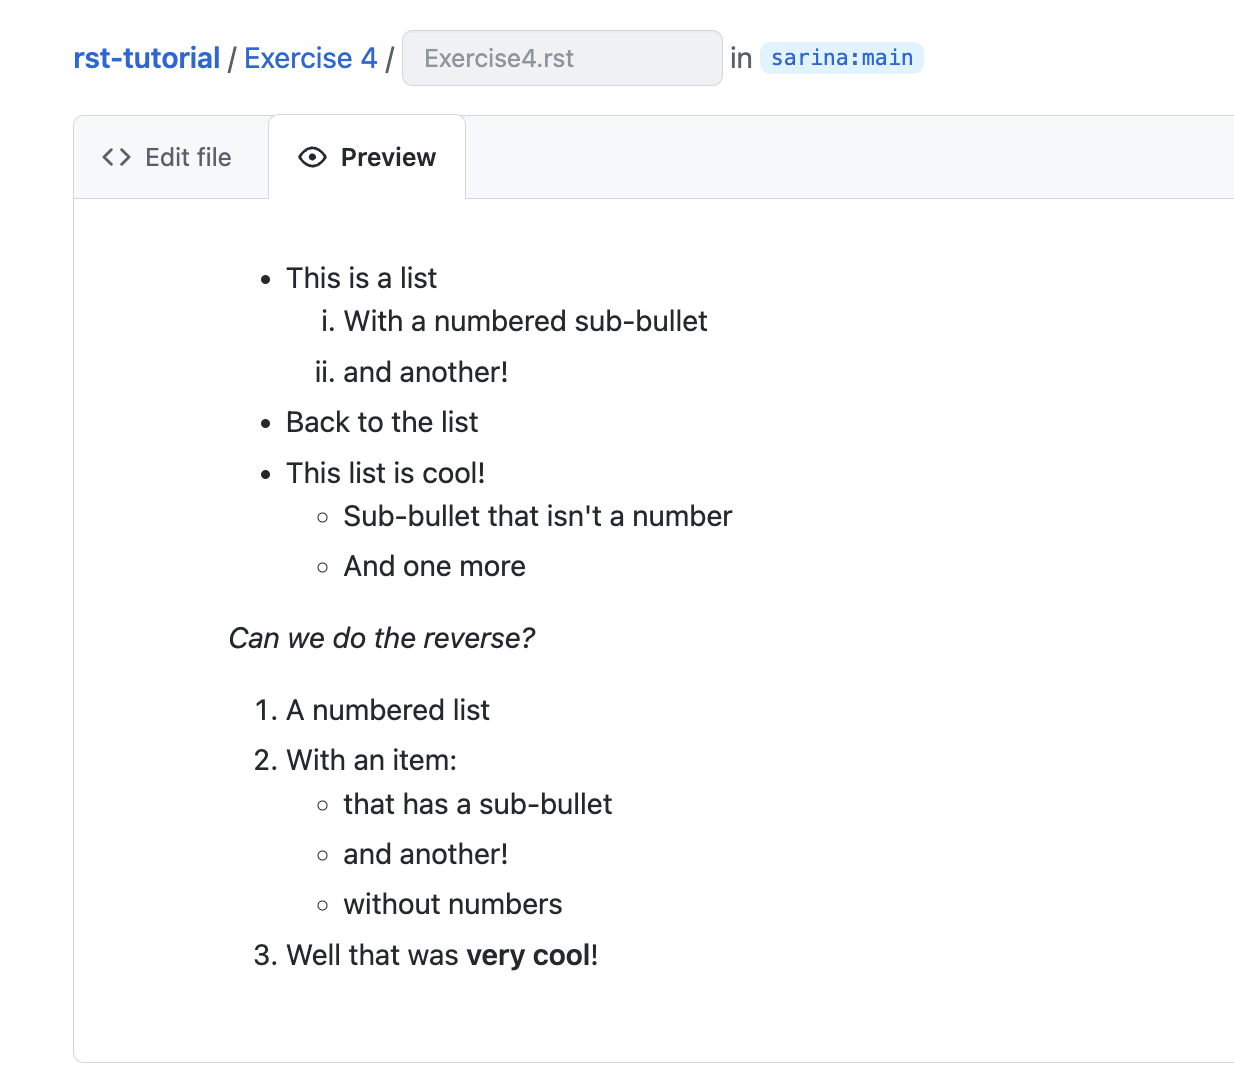 rst-tutorial / Exercise 4 / Exercise4.rst in sarina:main
<> Edit file Preview
• This is a list
i. With a numbered sub-bullet
ii. and another!
• Back to the list
• This list is cool!
◦ Sub-bullet that isn't a number
◦ And one more
Can we do the reverse?
1. A numbered list
2. With an item:
◦ that has a sub-bullet
◦ and another!
◦ without numbers
3. Well that was very cool!